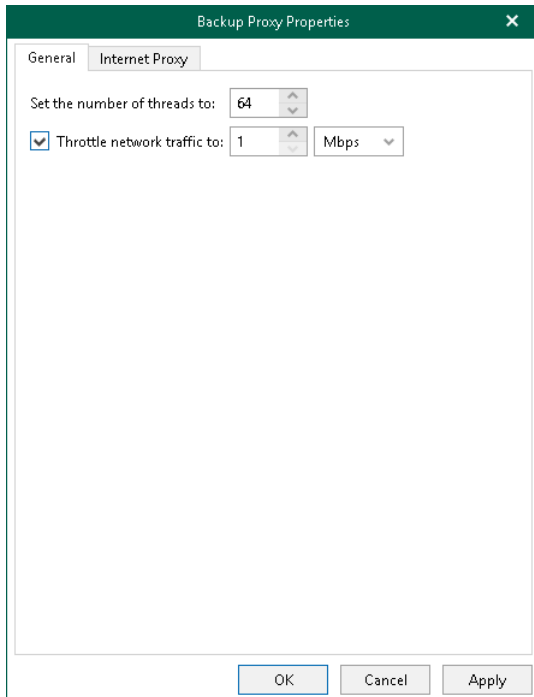 Backup Proxy Properties
General Internet Proxy
Set the number of threads to: 64
Throttle network traffic to: 1 Mbps
OK Cancel Apply